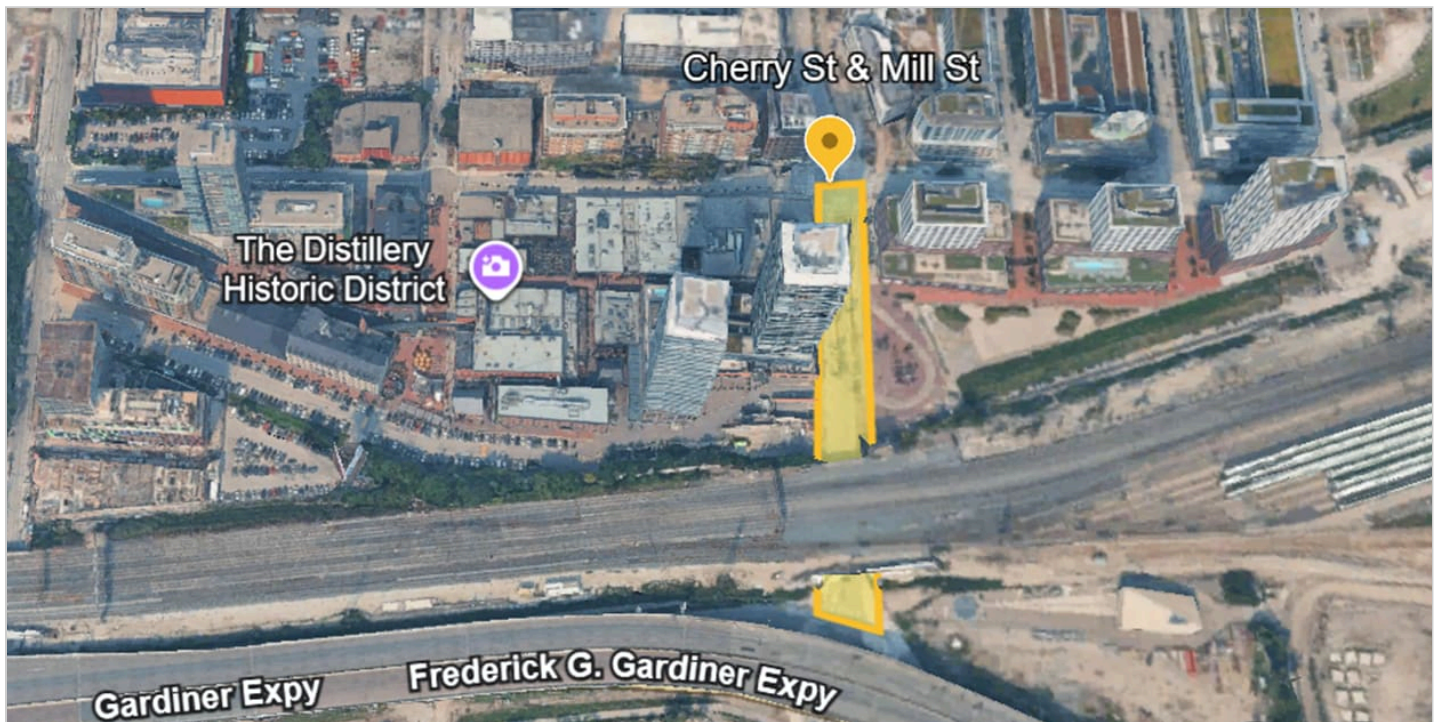 Cherry St & Mill St
The Distillery
Historic District
Gardiner Expy
Frederick G. Gardiner Expy